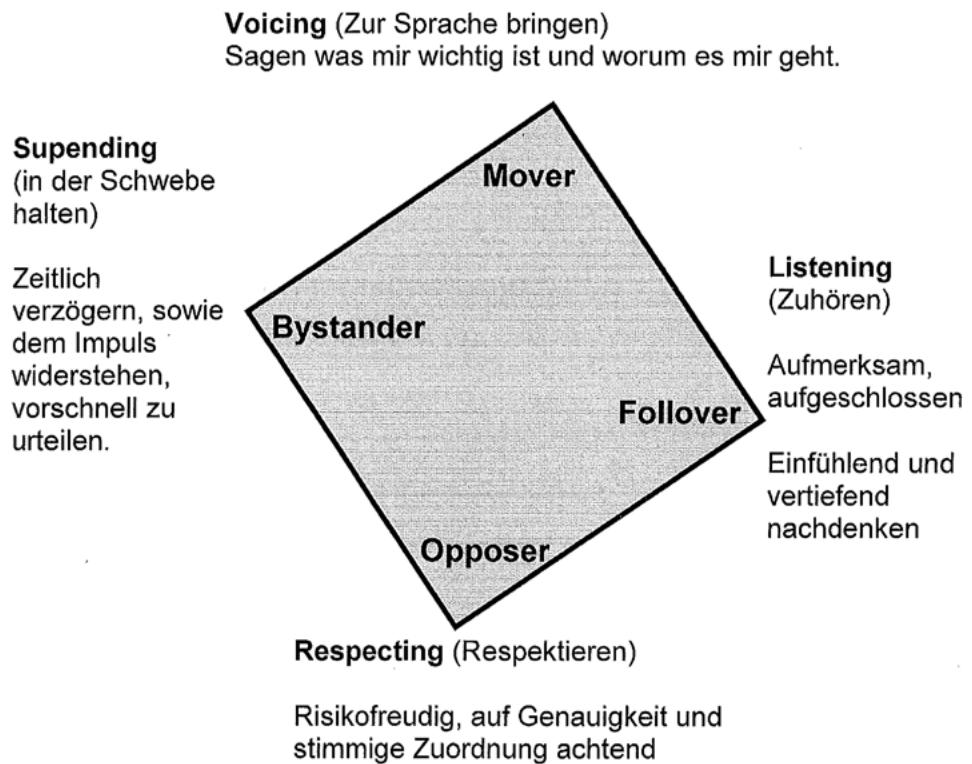 Voicing (Zur Sprache bringen)
Sagen was mir wichtig ist und worum es mir geht.
Supending
(in der Schwebe
halten)
Zeitlich
verzögern, sowie
dem Impuls
widerstehen,
vorschnell zu
urteilen.
Mover
Bystander
Follover
Opposer
Listening
(Zuhören)
Aufmerksam,
aufgeschlossen
Einfühlend und
vertiefend
nachdenken
Respecting (Respektieren)
Risikofreudig, auf Genauigkeit und
stimmige Zuordnung achtend